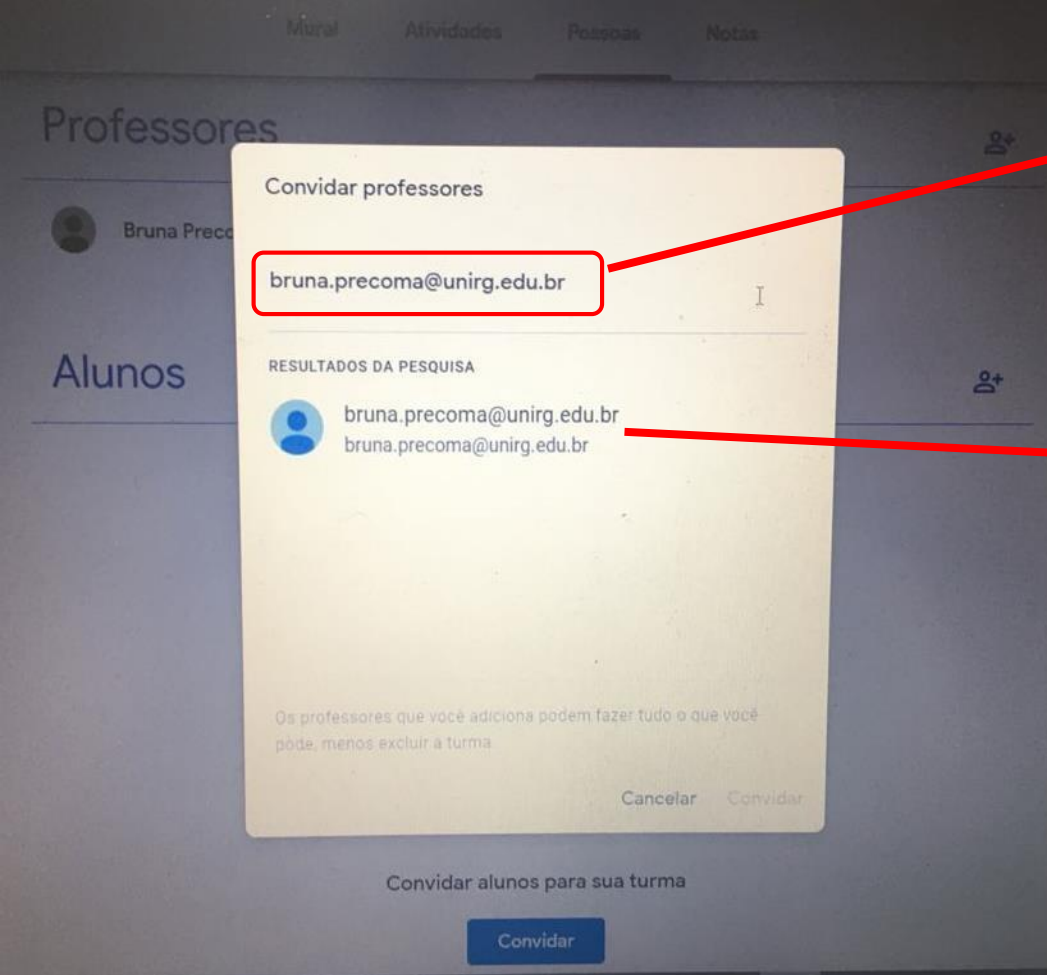 Mural Atividades Pessoas Notas
Professores
Convidar professores
Bruna Preco
bruna.precoma@unirg.edu.br
Alunos
RESULTADOS DA PESQUISA
bruna.precoma@unirg.edu.br
bruna.precoma@unirg.edu.br
Os professores que você adiciona podem fazer tudo o que você
pode, menos excluir a turma
Cancelar Convidar
Convidar alunos para sua turma
Convidar